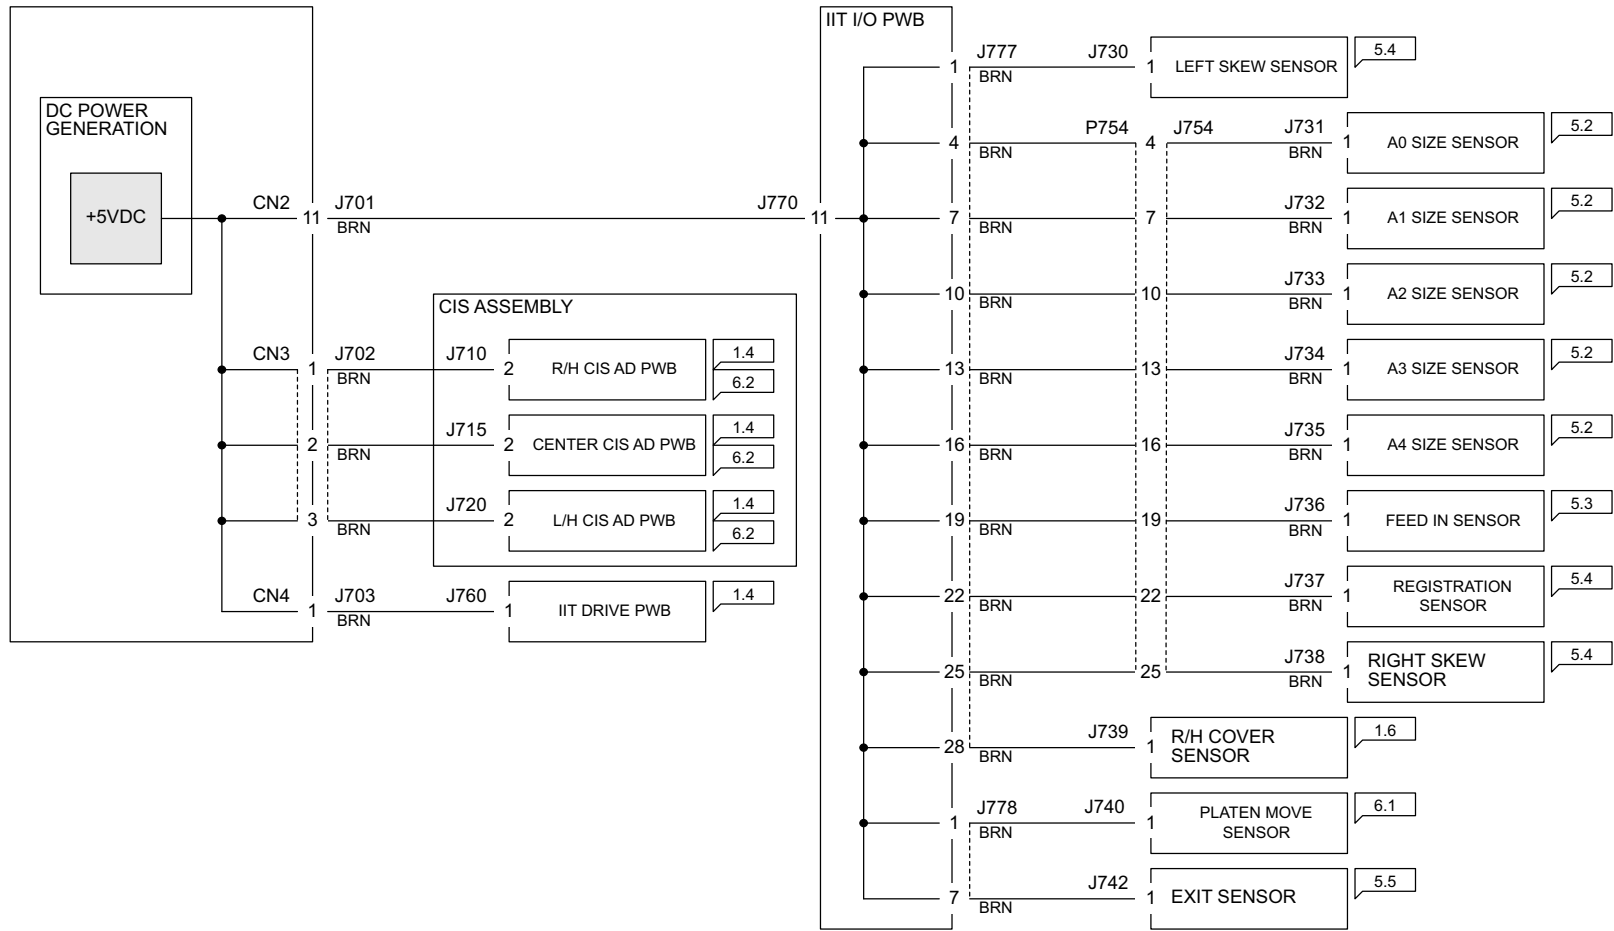 IIT I/O PWB
J777 J730
1 BRN 1 LEFT SKEW SENSOR 5.4
DC POWER
GENERATION
+5VDC
P754 J754 J731
4 BRN 4 BRN 1 A0 SIZE SENSOR 5.2
CN2 11 J701 BRN J770 11
J732
7 BRN 7 BRN 1 A1 SIZE SENSOR 5.2
J733
10 BRN 10 BRN 1 A2 SIZE SENSOR 5.2
CIS ASSEMBLY
CN3 1 J702 BRN J710 2 R/H CIS AD PWB 1.4
6.2
J734
13 BRN 13 BRN 1 A3 SIZE SENSOR 5.2
2 BRN J715 2 CENTER CIS AD PWB 1.4
6.2
J735
16 BRN 16 BRN 1 A4 SIZE SENSOR 5.2
3 BRN J720 2 L/H CIS AD PWB 1.4
6.2
J736
19 BRN 19 BRN 1 FEED IN SENSOR 5.3
CN4 1 J703 BRN J760 1 IIT DRIVE PWB 1.4
J737
22 BRN 22 BRN 1 REGISTRATION
SENSOR 5.4
J738
25 BRN 25 BRN 1 RIGHT SKEW
SENSOR 5.4
J739
28 BRN 1 R/H COVER
SENSOR 1.6
J778 J740
1 BRN 1 PLATEN MOVE
SENSOR 6.1
J742
7 BRN 1 EXIT SENSOR 5.5